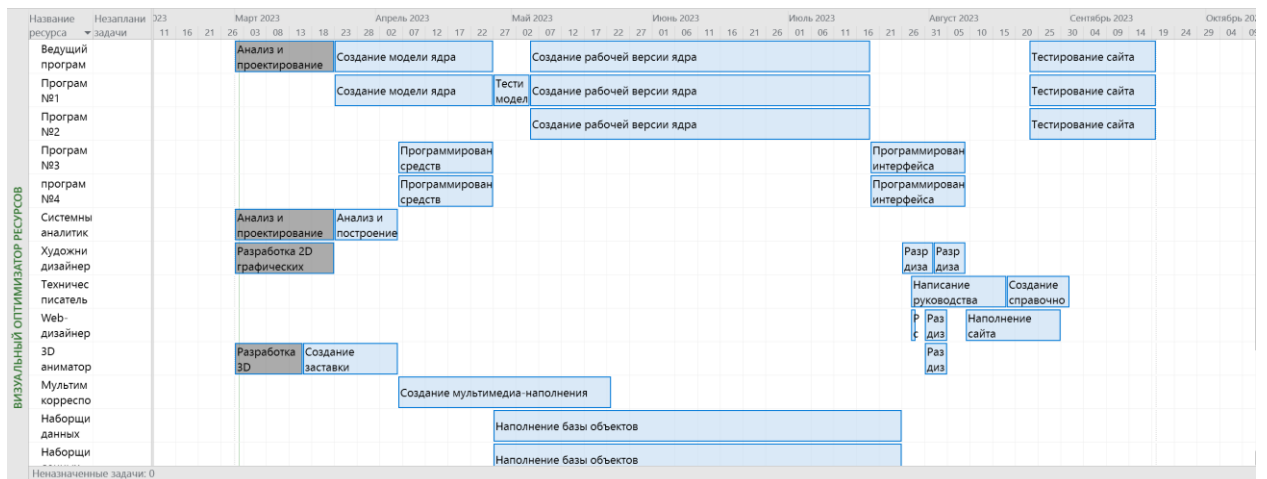 Название Незаплани 023 Март 2023 Апрель 2023 Май 2023 Июнь 2023 Июль 2023 Август 2023 Сентябрь 2023 Октябрь 20
ресурса задачи 11 16 21 26 03 08 13 18 23 28 02 07 12 17 22 27 02 07 12 17 22 27 01 06 11 16 21 26 01 06 11 16 21 26 31 05 10 15 20 25 30 04 09 14 19 24 29 04 09
Ведущий Анализ и
програм проектирование Создание модели ядра Создание рабочей версии ядра Тестирование сайта
Програм Тести
№1 Создание модели ядра модел Создание рабочей версии ядра Тестирование сайта
Програм
№2 Создание рабочей версии ядра Тестирование сайта
Програм Программирован Программирован
№3 средств интерфейса
програм Программирован Программирован
№4 средств интерфейса
Системны Анализ и Анализ и
аналитик проектирование построение
Художни Разработка 2D Разр Разр
дизайнер графических диза диза
Техничес Написание Создание
писатель руководства справочно
Web- Р Раз Наполнение
дизайнер с диз сайта
3D Разработка Создание Раз
аниматор 3D заставки диз
Мультим
корреспо Создание мультимедиа-наполнения
Наборщи
данных Наполнение базы объектов
Наборщи
Наполнение базы объектов
ВИЗУАЛЬНЫЙ ОПТИМИЗАТОР РЕСУРСОВ
Неназначенные задачи: 0